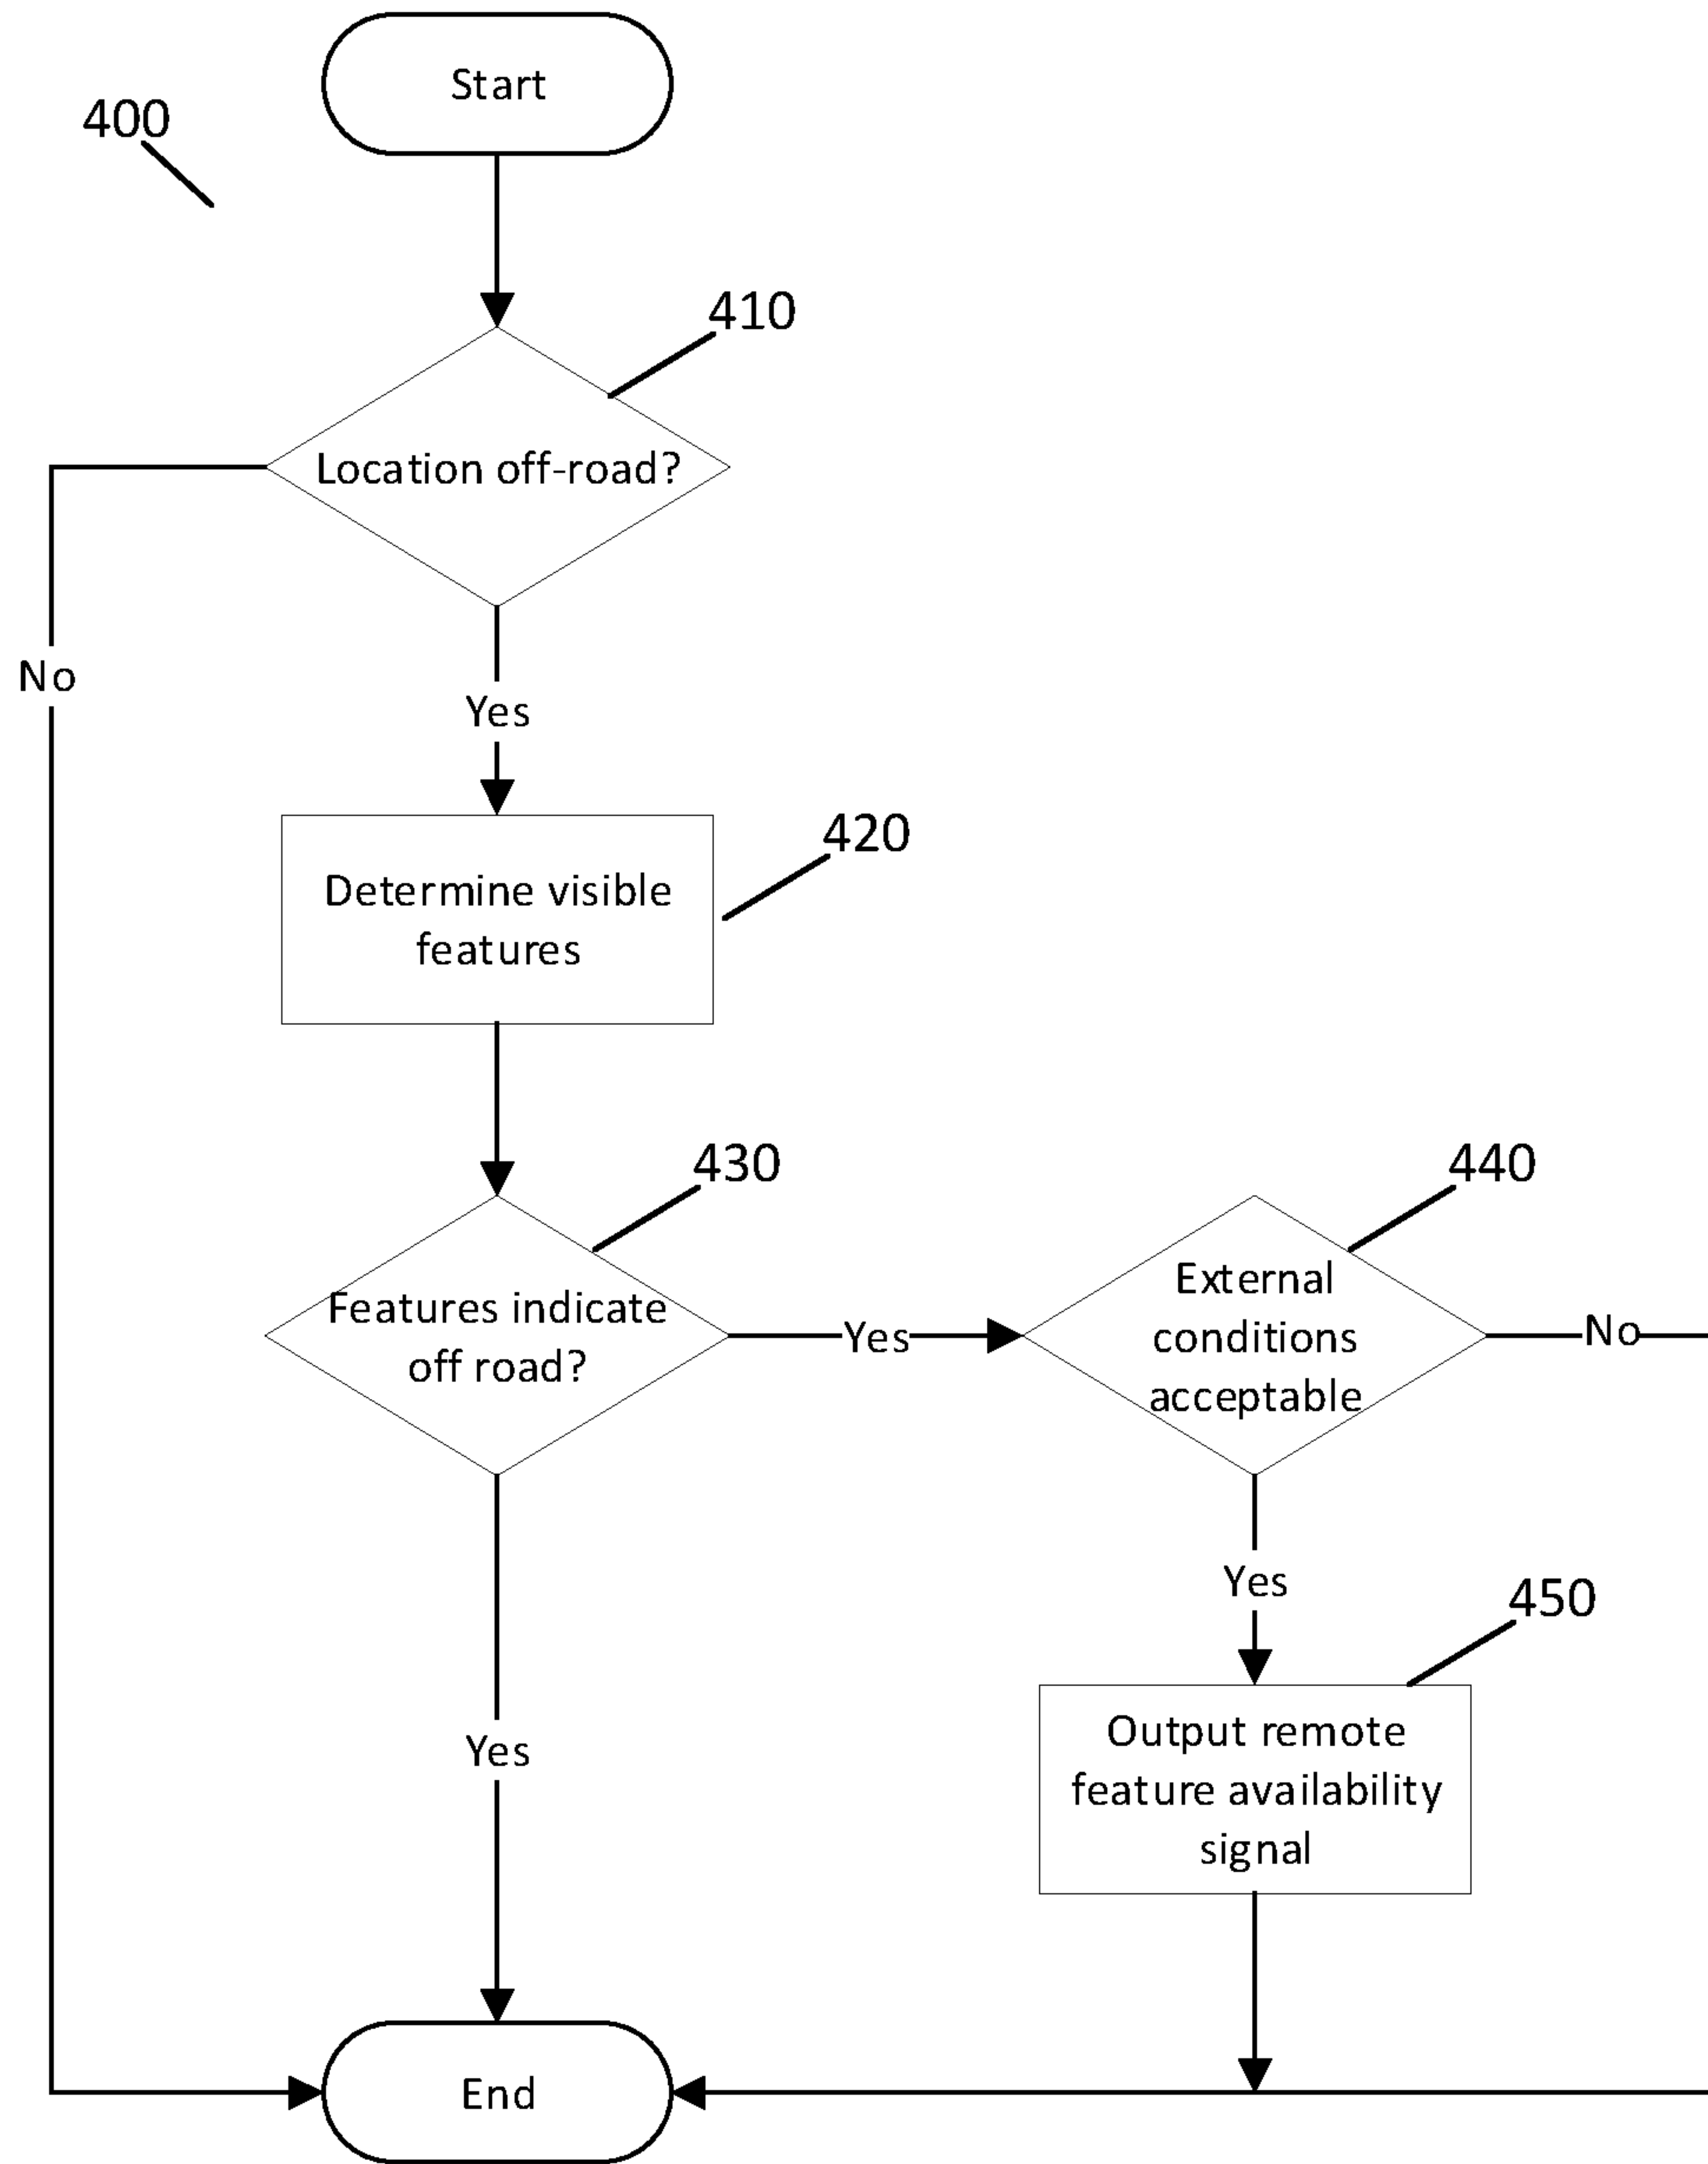 Start
400
410
Location off-road?
No
Yes
420
Determine visible
features
430
440
Features indicate
off road?
Yes
External
conditions
acceptable
No
Yes
450
Output remote
feature availability
signal
Yes
End